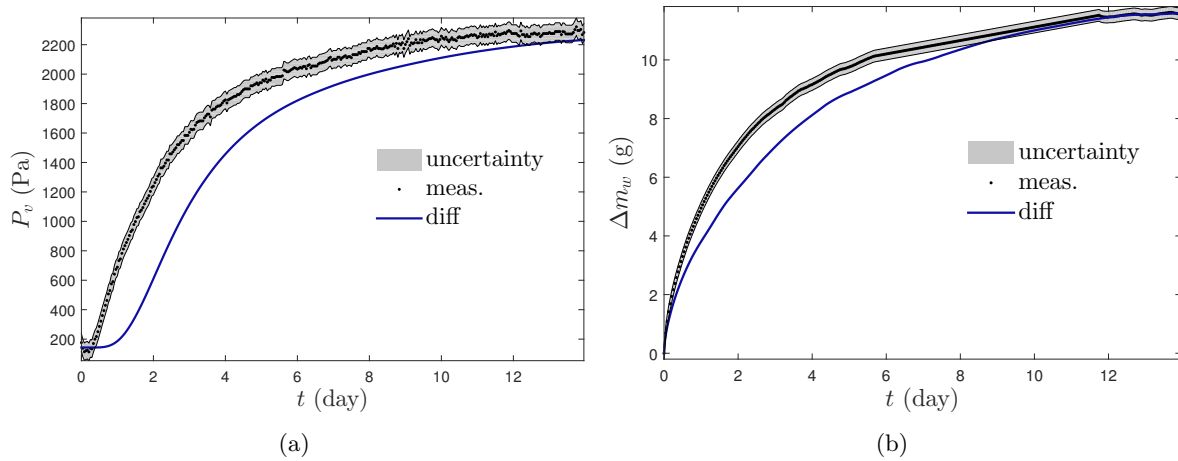 2200
2000
1800
1600
1400
1200
1000
800
600
400
200
0 2 4 6 8 10 12
P_v (Pa)
t (day)
uncertainty
meas.
diff
(a)
10
8
6
4
2
0
0 2 4 6 8 10 12
Δm_w (g)
t (day)
uncertainty
meas.
diff
(b)